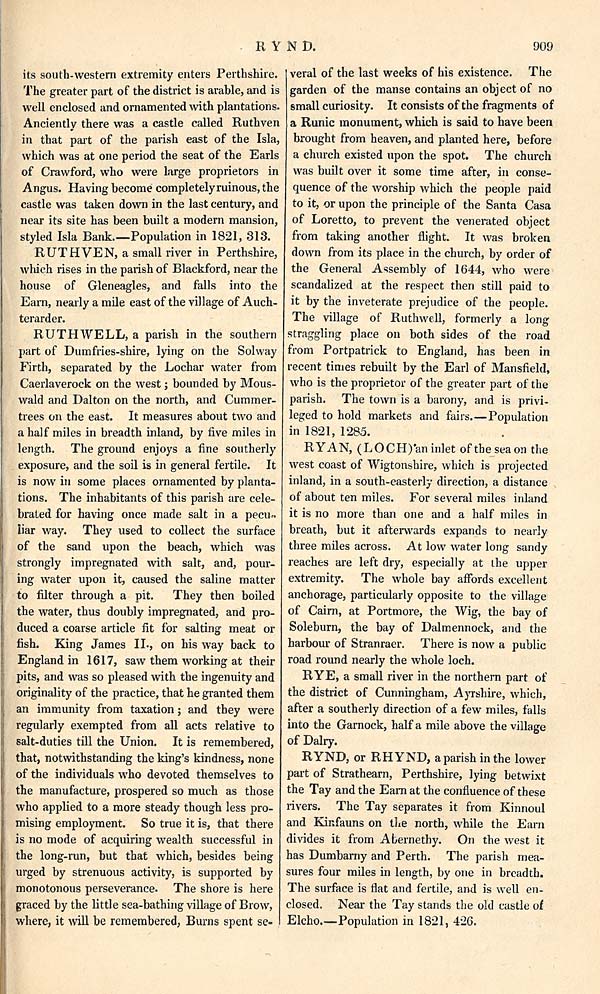 RYND.
909
its south-western extremity enters Perthshire.
The greater part of the district is arable, and is
well enclosed and ornamented with plantations.
Anciently there was a castle called Ruthven
in that part of the parish east of the Isla,
which was at one period the seat of the Earls
of Crawford, who were large proprietors in
Angus. Having become completely ruinous, the
castle was taken down in the last century, and
near its site has been built a modern mansion,
styled Isla Bank.—Population in 1821, 313.
RUTHVEN, a small river in Perthshire,
which rises in the parish of Blackford, near the
house of Gleneagles, and falls into the
Earn, nearly a mile east of the village of Auch-
terarder.
RUTHWELL, a parish in the southern
part of Dumfries-shire, lying on the Solway
Firth, separated by the Lochar water from
Caerlaverock on the west; bounded by Mous-
wald and Dalton on the north, and Cummer-
trees on the east. It measures about two and
a half miles in breadth inland, by five miles in
length. The ground enjoys a fine southerly
exposure, and the soil is in general fertile. It
is now in some places ornamented by planta-
tions. The inhabitants of this parish are cele-
brated for having once made salt in a pecu-
liar way. They used to collect the surface
of the sand upon the beach, which was
strongly impregnated with salt, and, pour-
ing water upon it, caused the saline matter
to filter through a pit. They then boiled
the water, thus doubly impregnated, and pro-
duced a coarse article fit for salting meat or
fish. King James II., on his way back to
England in 1617, saw them working at their
pits, and was so pleased with the ingenuity and
originality of the practice, that he granted them
an immunity from taxation; and they were
regularly exempted from all acts relative to
salt-duties till the Union. It is remembered,
that, notwithstanding the king's kindness, none
of the individuals who devoted themselves to
the manufacture, prospered so much as those
who applied to a more steady though less pro-
mising employment. So true it is, that there
is no mode of acquiring wealth successful in
the long-run, but that which, besides being
urged by strenuous activity, is supported by
monotonous perseverance. The shore is here
graced by the little sea-bathing village of Brow,
where, it will be remembered, Burns spent se-
veral of the last weeks of his existence. The
garden of the manse contains an object of no
small curiosity. It consists of the fragments of
a Runic monument, which is said to have been
brought from heaven, and planted here, before
a church existed upon the spot. The church
was built over it some time after, in conse-
quence of the worship which the people paid
to it, or upon the principle of the Santa Casa
of Loretto, to prevent the venerated object
from taking another flight. It was broken
down from its place in the church, by order of
the General Assembly of 1644, who were
scandalized at the respect then still paid to
it by the inveterate prejudice of the people.
The village of Ruthwell, formerly a long
straggling place on both sides of the road
from Portpatrick to England, has been in
recent times rebuilt by the Earl of Mansfield,
who is the proprietor of the greater part of the
parish. The town is a barony, and is privi-
leged to hold markets and fairs.—Population
in 1821, 1285.
RYAN, (LOCH) an inlet of the sea on the
west coast of Wigtonshire, which is projected
inland, in a south-easterly direction, a distance
of about ten miles. For several miles inland
it is no more than one and a half miles in
breath, but it afterwards expands to nearly
three miles across. At low water long sandy
reaches are left dry, especially at the upper
extremity. The whole bay affords excellent
anchorage, particularly opposite to the village
of Cairn, at Portmore, the Wig, the bay of
Soleburn, the bay of Dalmennock, and the
harbour of Stranraer. There is now a public
road round nearly the whole loch.
RYE, a small river in the northern part of
the district of Cunningham, Ayrshire, which,
after a southerly direction of a few miles, falls
into the Garnock, half a mile above the village
of Dalry.
RYND, or RHYND, a parish in the lower
part of Strathearn, Perthshire, lying betwixt
the Tay and the Earn at the confluence of these
rivers. The Tay separates it from Kinnoul
and Kinfauns on the north, while the Earn
divides it from Abernethy. On the west it
has Dumbarny and Perth. The parish mea-
sures four miles in length, by one in breadth.
The surface is flat and fertile, and is well en-
closed. Near the Tay stands the old castle of
Elcho.—Population in 1821, 426.